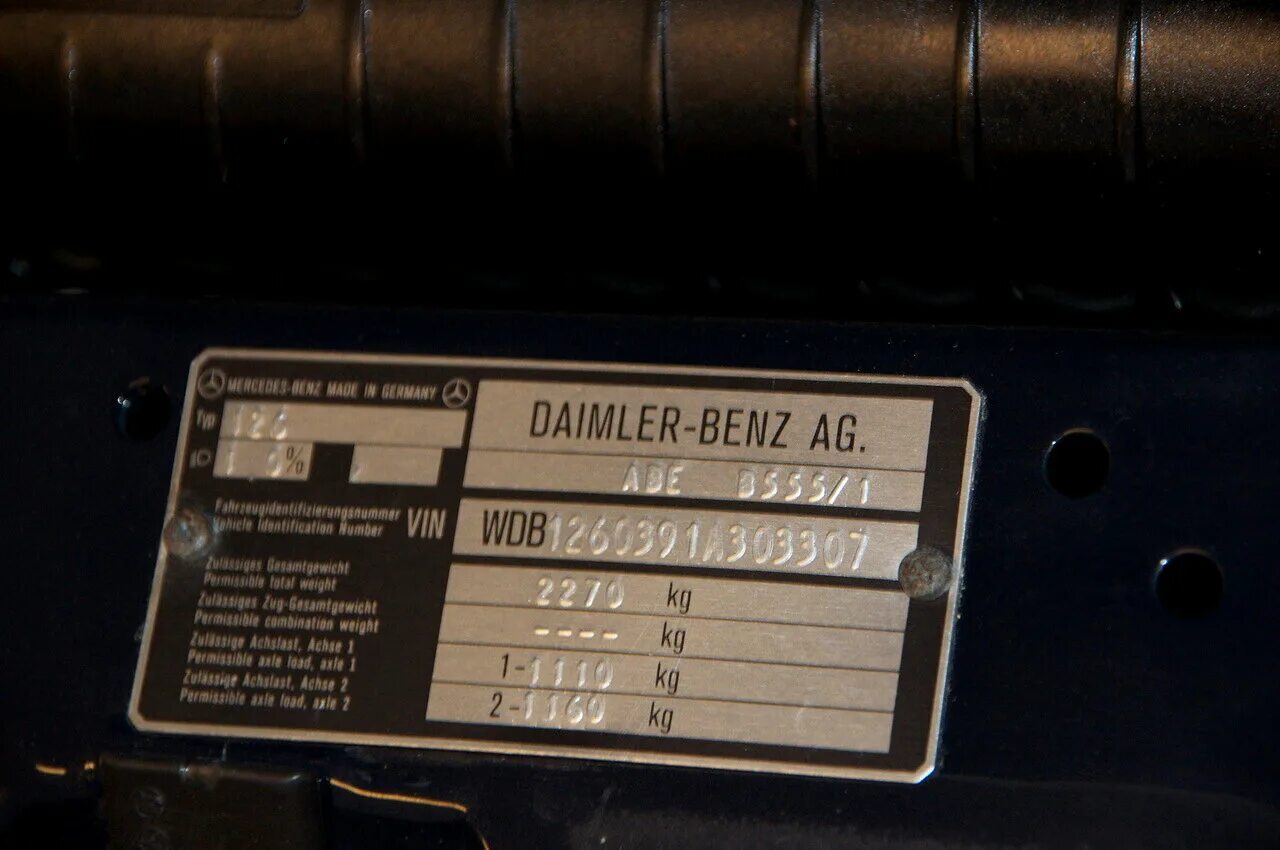 MERCEDES-BENZ MADE IN GERMANY
Typ 126
1.3%
DAIMLER-BENZ AG.
ABE B555/1
Fahrzeugidentifizierungsnummer
Vehicle Identification Number
VIN WDB1260391A303307
Zulässiges Gesamtgewicht
Permissible total weight
2270 kg
Zulässiges Zug-Gesamtgewicht
Permissible combination weight
---- kg
Zulässige Achslast, Achse 1
Permissible axle load, axle 1
1-1110 kg
Zulässige Achslast, Achse 2
Permissible axle load, axle 2
2-1160 kg